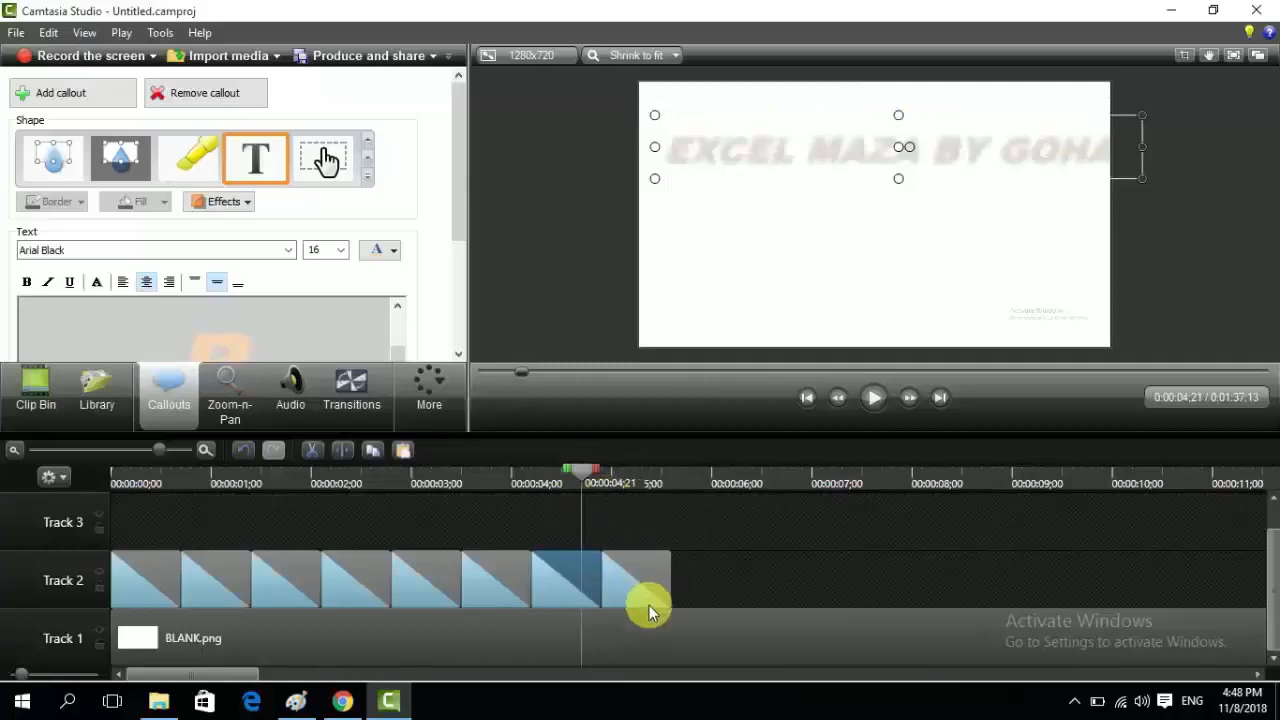 Camtasia Studio - Untitled.camproj
File Edit View Play Tools Help
Record the screen Import media Produce and share
1280x720 Shrink to fit
Add callout Remove callout
Shape
T
Border Fill Effects
Text
Arial Black 16 A
B I U A
EXCEL MAZA BY GOHA
Activate Windows
Clip Bin Library Callouts Zoom-n-Pan Audio Transitions More
0:00:04;21 / 0:01:37;13
00:00:00;00 00:00:01;00 00:00:02;00 00:00:03;00 00:00:04;00 00:00:04;21 5;00 00:00:06;00 00:00:07;00 00:00:08;00 00:00:09;00 00:00:10;00 00:00:11;00
Track 3
Track 2
Track 1 BLANK.png
Activate Windows
Go to Settings to activate Windows.
ENG
4:48 PM
11/8/2018